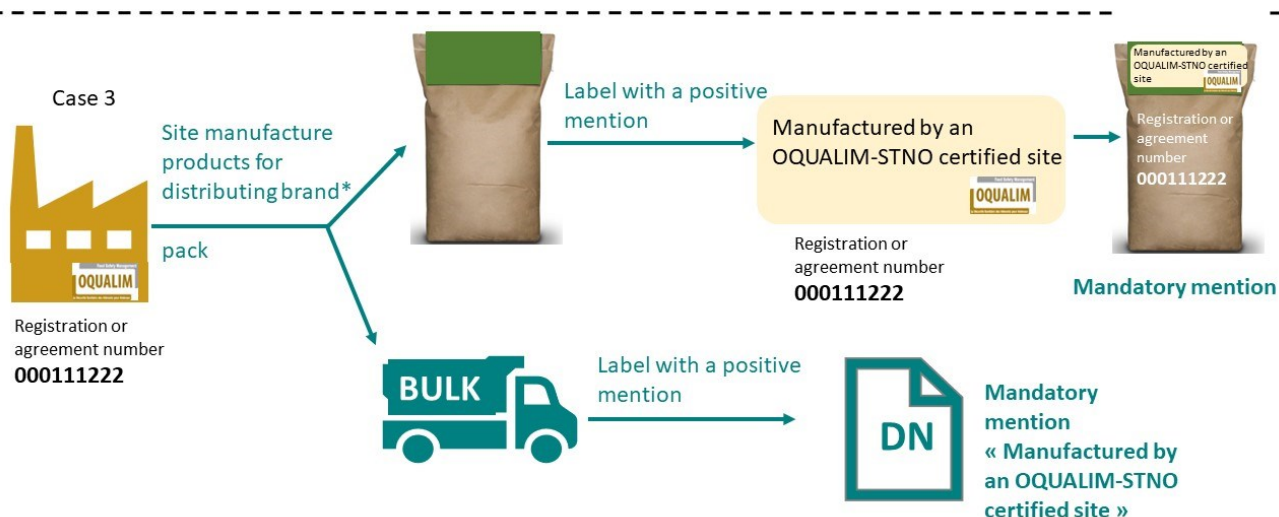 Case 3
Site manufacture
products for
distributing brand*
pack
OQUALIM
Registration or
agreement number
000111222
Label with a positive
mention
Manufactured by an
OQUALIM-STNO certified site
OQUALIM
Registration or
agreement number
000111222
Manufactured by an
OQUALIM-STNO certified
site
OQUALIM
Registration or
agreement
number
000111222
Mandatory mention
BULK
Label with a positive
mention
DN
Mandatory
mention
« Manufactured by
an OQUALIM-STNO
certified site »